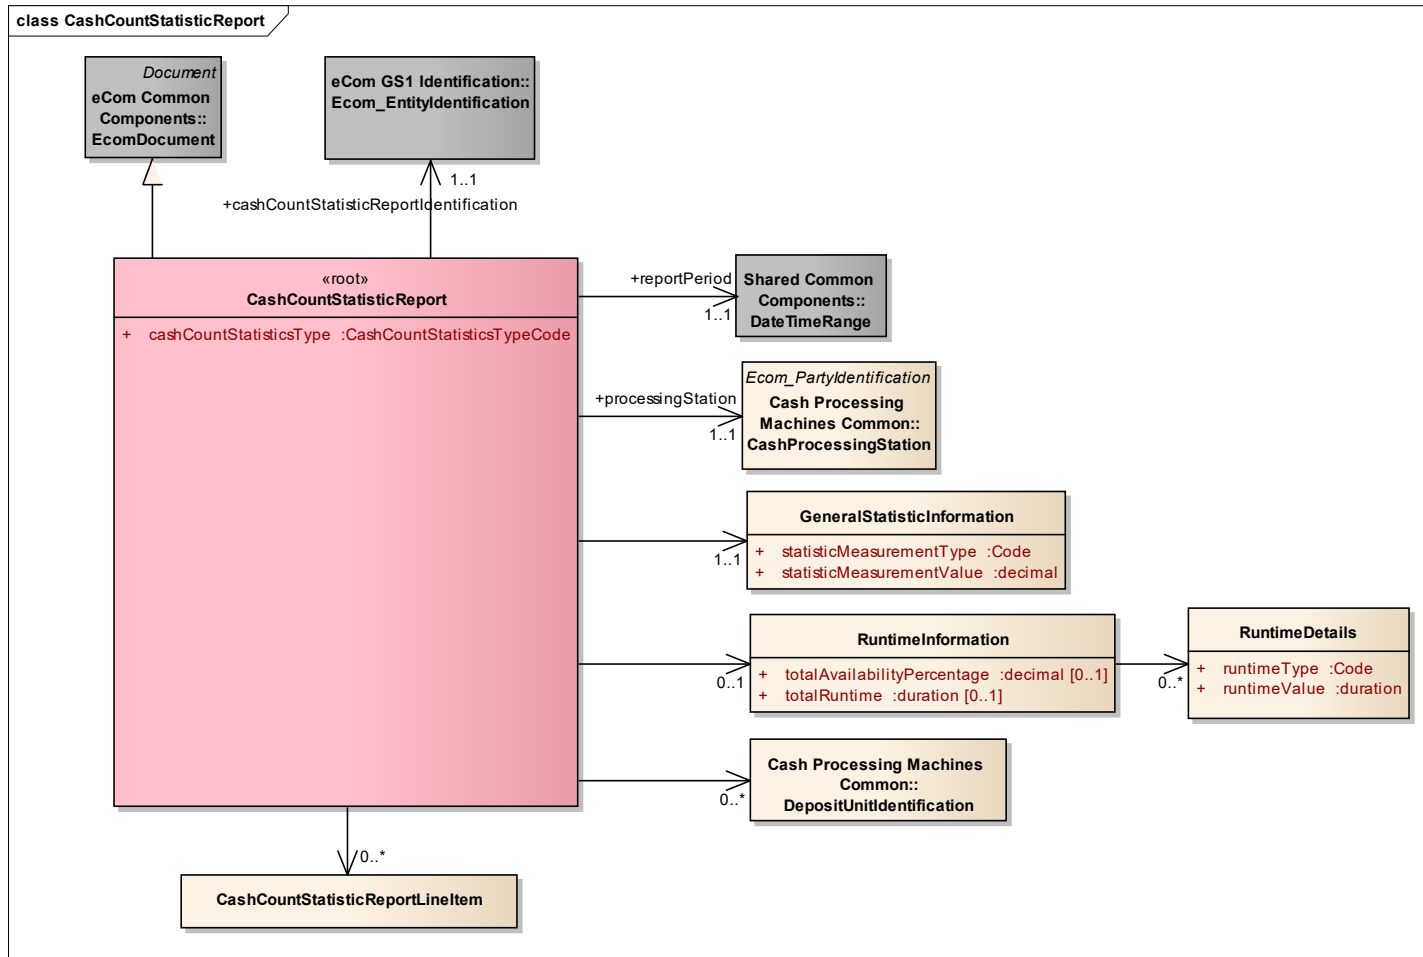 class CashCountStatisticReport
Document
eCom Common
Components::
EcomDocument
eCom GS1 Identification::
Ecom_EntityIdentification
1..1
+cashCountStatisticReportIdentification
«root»
CashCountStatisticReport
+ cashCountStatisticsType :CashCountStatisticsTypeCode
+reportPeriod
1..1
Shared Common
Components::
DateTimeRange
+processingStation
1..1
Ecom_PartyIdentification
Cash Processing
Machines Common::
CashProcessingStation
1..1
GeneralStatisticInformation
+ statisticMeasurementType :Code
+ statisticMeasurementValue :decimal
0..1
RuntimeInformation
+ totalAvailabilityPercentage :decimal [0..1]
+ totalRuntime :duration [0..1]
0..*
RuntimeDetails
+ runtimeType :Code
+ runtimeValue :duration
0..*
Cash Processing Machines
Common::
DepositUnitIdentification
0..*
CashCountStatisticReportLineItem